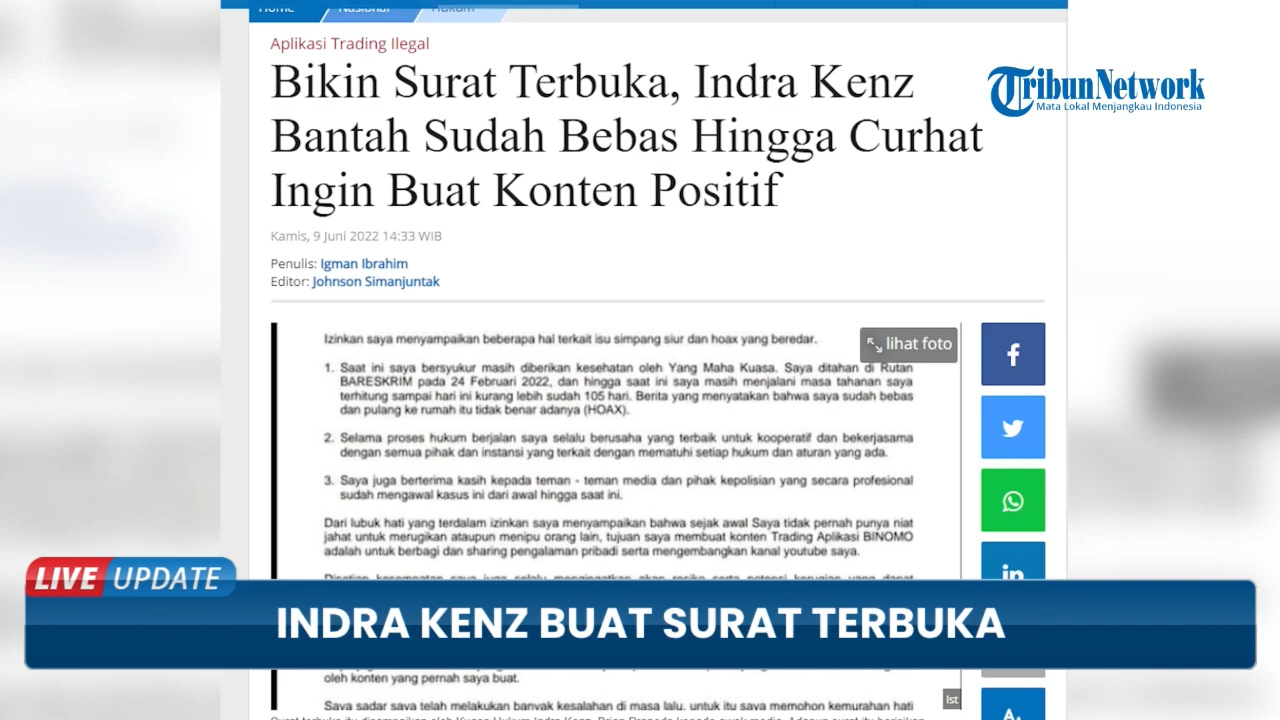 Home
Nasional
Hukum
Aplikasi Trading Ilegal
Bikin Surat Terbuka, Indra Kenz
Bantah Sudah Bebas Hingga Curhat
Ingin Buat Konten Positif
TribunNetwork
Mata Lokal Menjangkau Indonesia
Kamis, 9 Juni 2022 14:33 WIB
Penulis: Igman Ibrahim
Editor: Johnson Simanjuntak
lihat foto
Izinkan saya menyampaikan beberapa hal terkait isu simpang siur dan hoax yang beredar.
1. Saat ini saya bersyukur masih diberikan kesehatan oleh Yang Maha Kuasa. Saya ditahan di Rutan
BARESKRIM pada 24 Februari 2022, dan hingga saat ini saya masih menjalani masa tahanan saya
terhitung sampai hari ini kurang lebih sudah 105 hari. Berita yang menyatakan bahwa saya sudah bebas
dan pulang ke rumah itu tidak benar adanya (HOAX).
2. Selama proses hukum berjalan saya selalu berusaha yang terbaik untuk kooperatif dan bekerjasama
dengan semua pihak dan instansi yang terkait dengan mematuhi setiap hukum dan aturan yang ada.
3. Saya juga berterima kasih kepada teman - teman media dan pihak kepolisian yang secara profesional
sudah mengawal kasus ini dari awal hingga saat ini.
Dari lubuk hati yang terdalam izinkan saya menyampaikan bahwa sejak awal Saya tidak pernah punya niat
jahat untuk merugikan ataupun menipu orang lain, tujuan saya membuat konten Trading Aplikasi BINOMO
adalah untuk berbagi dan sharing pengalaman pribadi serta mengembangkan kanal youtube saya.
LIVE UPDATE
INDRA KENZ BUAT SURAT TERBUKA
oleh konten yang pernah saya buat.
Ist
Saya sadar saya telah melakukan banyak kesalahan di masa lalu, untuk itu saya memohon kemurahan hati